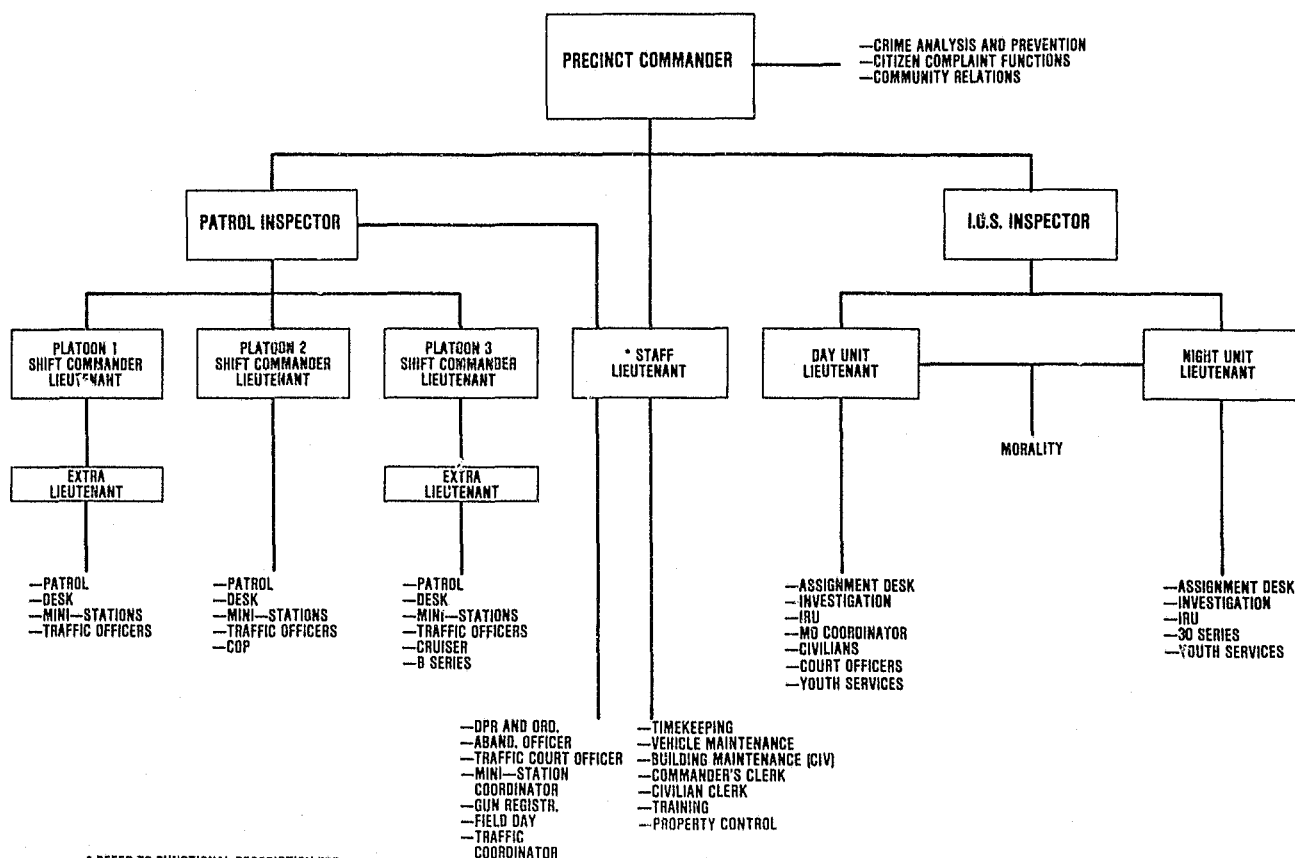 PRECINCT COMMANDER
—CRIME ANALYSIS AND PREVENTION
—CITIZEN COMPLAINT FUNCTIONS
—COMMUNITY RELATIONS
PATROL INSPECTOR
I.O.S. INSPECTOR
PLATOON 1
SHIFT COMMANDER
LIEUTENANT
PLATOON 2
SHIFT COMMANDER
LIEUTENANT
PLATOON 3
SHIFT COMMANDER
LIEUTENANT
* STAFF
LIEUTENANT
DAY UNIT
LIEUTENANT
NIGHT UNIT
LIEUTENANT
MORALITY
EXTRA
LIEUTENANT
EXTRA
LIEUTENANT
—PATROL
—DESK
—MINI—STATIONS
—TRAFFIC OFFICERS
—PATROL
—DESK
—MINI—STATIONS
—TRAFFIC OFFICERS
—COP
—PATROL
—DESK
—MINI—STATIONS
—TRAFFIC OFFICERS
—CRUISER
—B SERIES
—ASSIGNMENT DESK
—INVESTIGATION
—IRU
—MO COORDINATOR
—CIVILIANS
—COURT OFFICERS
—YOUTH SERVICES
—ASSIGNMENT DESK
—INVESTIGATION
—IRU
—30 SERIES
—YOUTH SERVICES
—DPR AND ORD.
—ABAND. OFFICER
—TRAFFIC COURT OFFICER
—MINI—STATION
COORDINATOR
—GUN REGISTR.
—FIELD DAY
—TRAFFIC
COORDINATOR
—TIMEKEEPING
—VEHICLE MAINTENANCE
—BUILDING MAINTENANCE (CIV)
—COMMANDER'S CLERK
—CIVILIAN CLERK
—TRAINING
—PROPERTY CONTROL